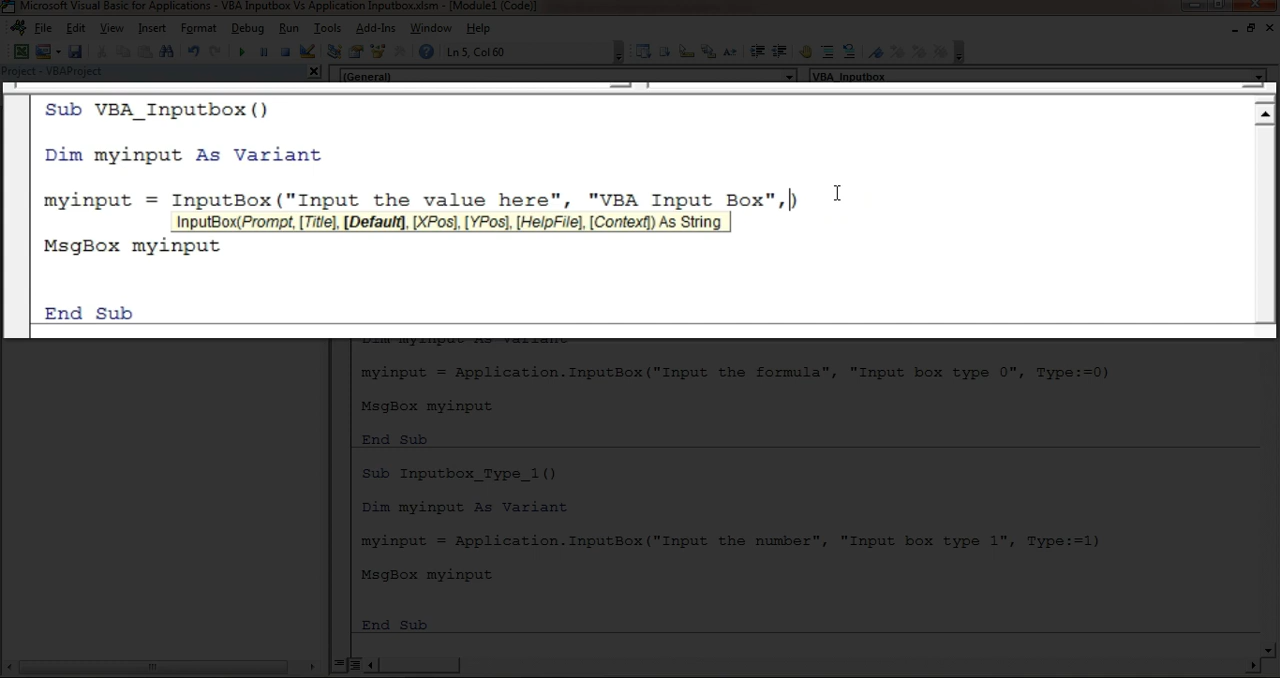 Microsoft Visual Basic for Applications - VBA Inputbox Vs Application Inputbox.xlsm - [Module1 (Code)]
File Edit View Insert Format Debug Run Tools Add-Ins Window Help
Ln 5, Col 60
Project - VBAProject
(General) VBA_Inputbox
Sub VBA_Inputbox()
Dim myinput As Variant
myinput = InputBox("Input the value here", "VBA Input Box",)
InputBox(Prompt, [Title], [Default], [XPos], [YPos], [HelpFile], [Context]) As String
MsgBox myinput
End Sub
Dim myinput As Variant
myinput = Application.InputBox("Input the formula", "Input box type 0", Type:=0)
MsgBox myinput
End Sub
Sub Inputbox_Type_1()
Dim myinput As Variant
myinput = Application.InputBox("Input the number", "Input box type 1", Type:=1)
MsgBox myinput
End Sub